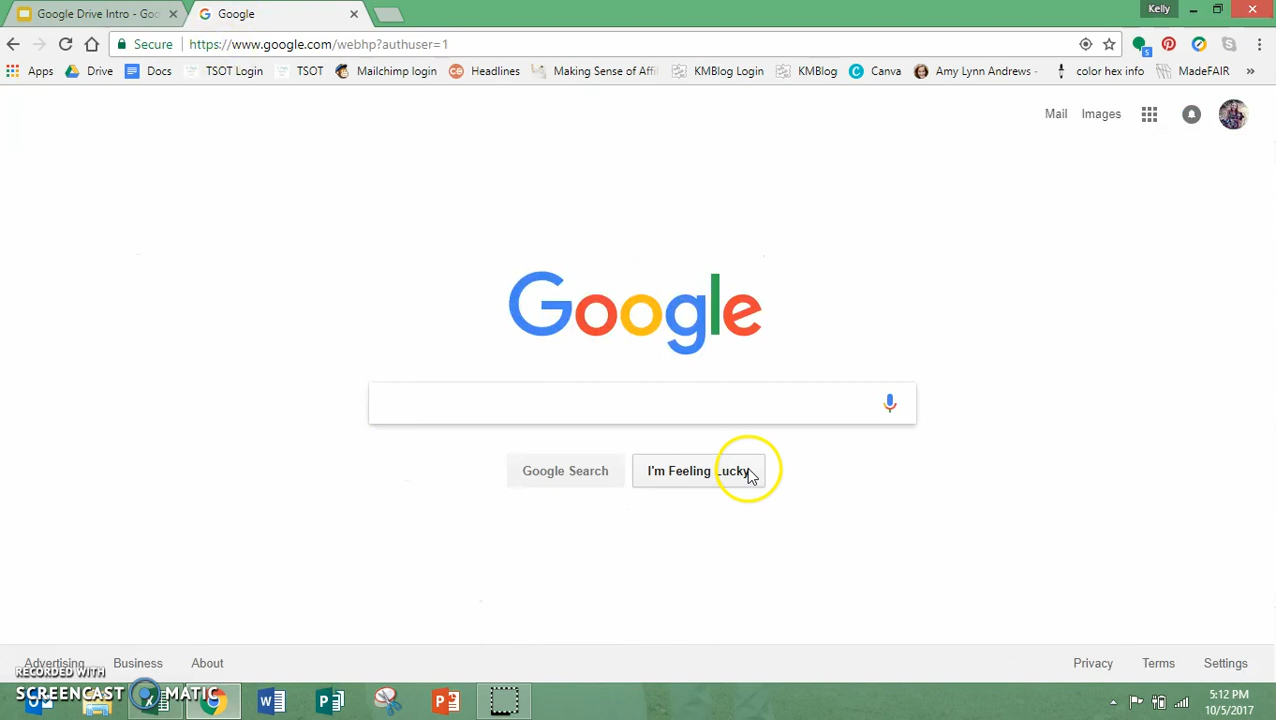 Google Drive Intro - Goo
Google
Kelly
Secure
https://www.google.com/webhp?authuser=1
5
Apps
Drive
Docs
TSOT Login
TSOT
Mailchimp login
Headlines
Making Sense of Affil
KMBlog Login
KMBlog
Canva
Amy Lynn Andrews -
color hex info
MadeFAIR
»
Mail
Images
Google
Google Search
I'm Feeling Lucky
Advertising
Business
About
Privacy
Terms
Settings
RECORDED WITH
SCREENCAST MATIC
5:12 PM
10/5/2017